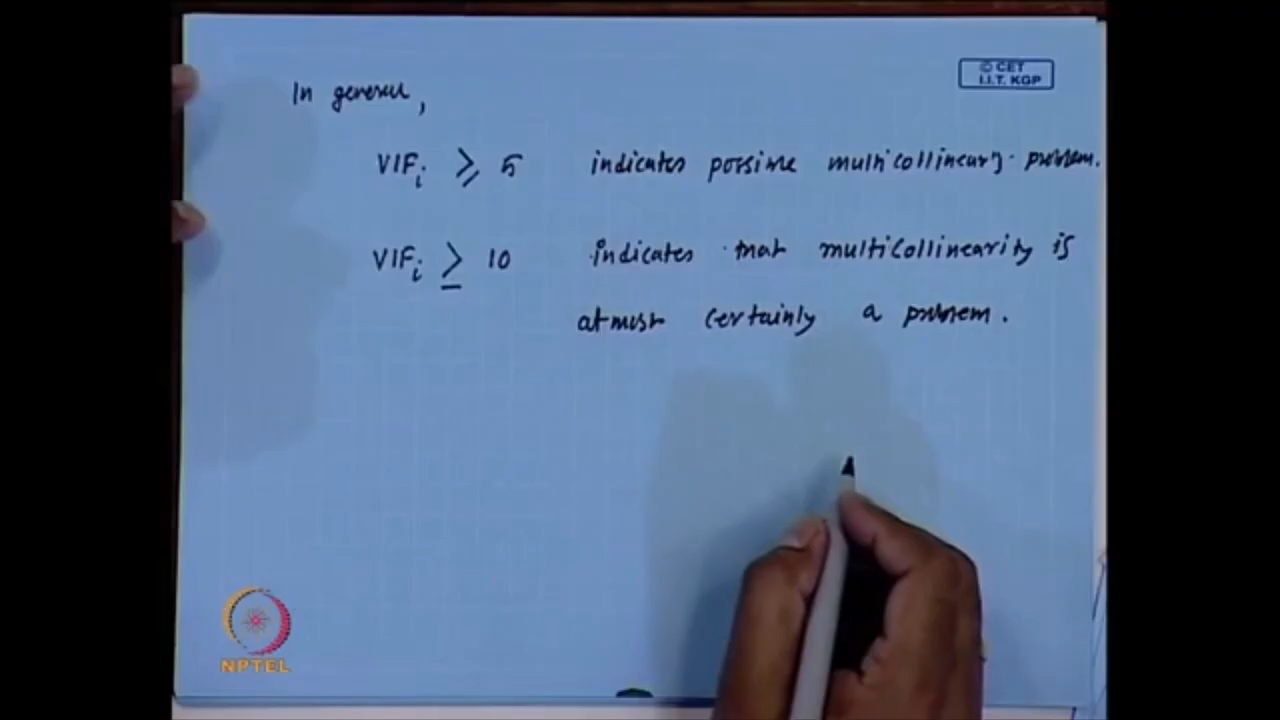 © CET
I.I.T. KGP
In general,
VIFᵢ ≥ 5 indicates possible multicollinearity problem.
VIFᵢ ≥ 10 indicates that multicollinearity is
atmost certainly a problem.
NPTEL